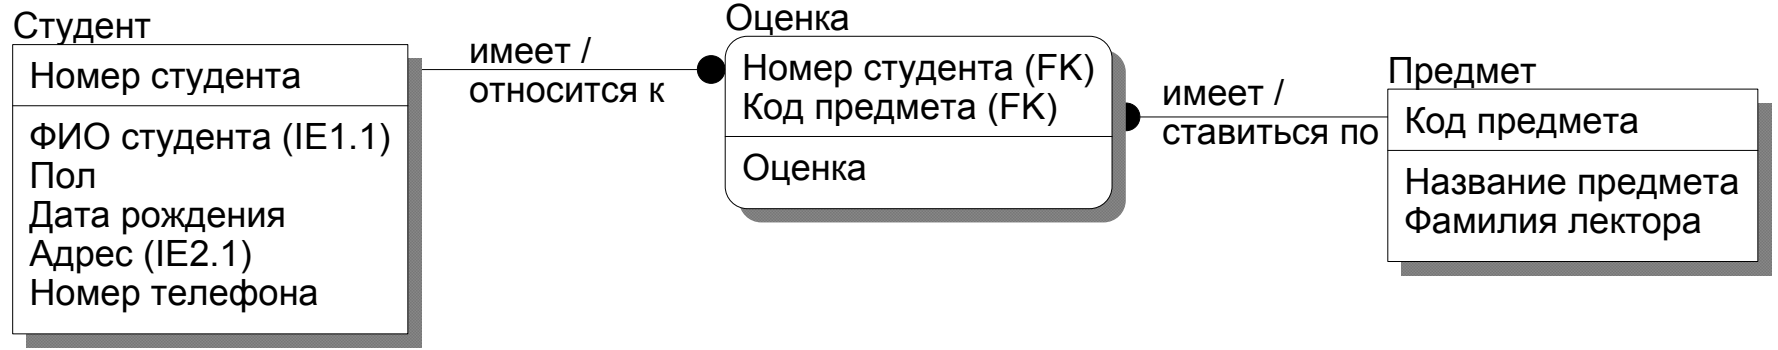 Студент
Номер студента
ФИО студента (IE1.1)
Пол
Дата рождения
Адрес (IE2.1)
Номер телефона
имеет /
относится к
Оценка
Номер студента (FK)
Код предмета (FK)
Оценка
имеет /
ставиться по
Предмет
Код предмета
Название предмета
Фамилия лектора